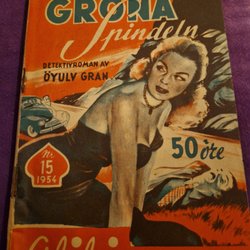 GRÖNA
Spindeln
DETEKTIVROMAN AV
ÖYULV GRAN
50 öre
Nr
15
1954